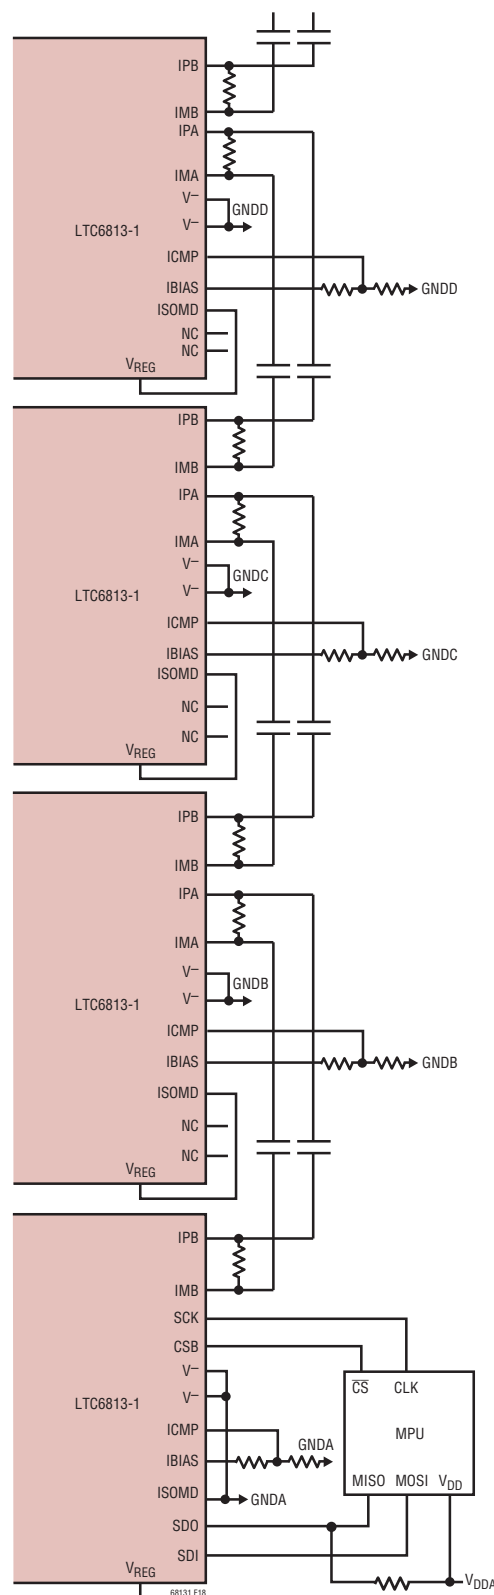 IPB
IMB
IPA
IMA
V–
V–
GNDD
LTC6813-1
ICMP
IBIAS
GNDD
ISOMD
NC
NC
VREG
IPB
IMB
IPA
IMA
V–
V–
GNDC
LTC6813-1
ICMP
IBIAS
GNDC
ISOMD
NC
NC
VREG
IPB
IMB
IPA
IMA
V–
V–
GNDB
LTC6813-1
ICMP
IBIAS
GNDB
ISOMD
NC
NC
VREG
IPB
IMB
SCK
CSB
V–
V–
LTC6813-1
ICMP
IBIAS
GNDA
ISOMD
GNDA
SDO
SDI
VREG
CS CLK
MPU
MISO MOSI VDD
VDDA
68131 F18